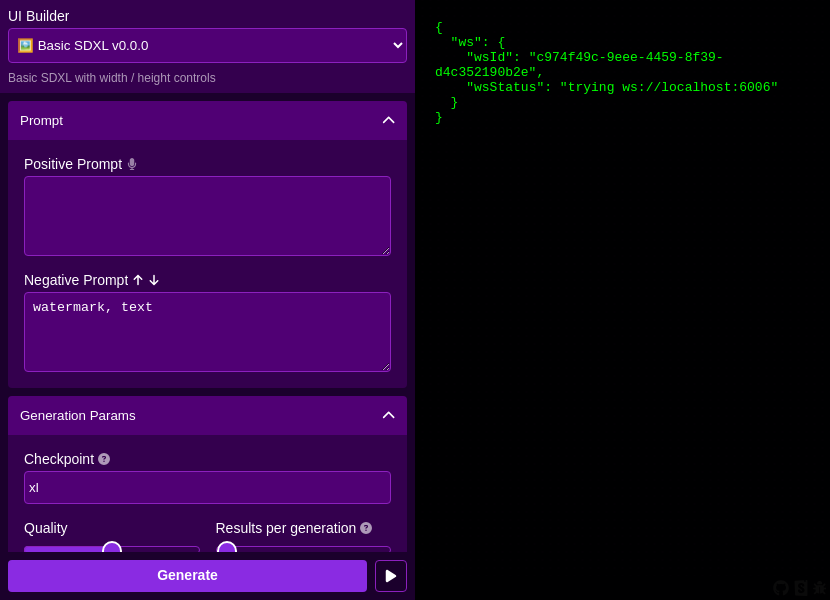 UI Builder
🖼️ Basic SDXL v0.0.0
Basic SDXL with width / height controls
Prompt
Positive Prompt
Negative Prompt
watermark, text
Generation Params
Checkpoint
xl
Quality
Results per generation
Generate
{
"ws": {
"wsId": "c974f49c-9eee-4459-8f39-
d4c352190b2e",
"wsStatus": "trying ws://localhost:6006"
}
}